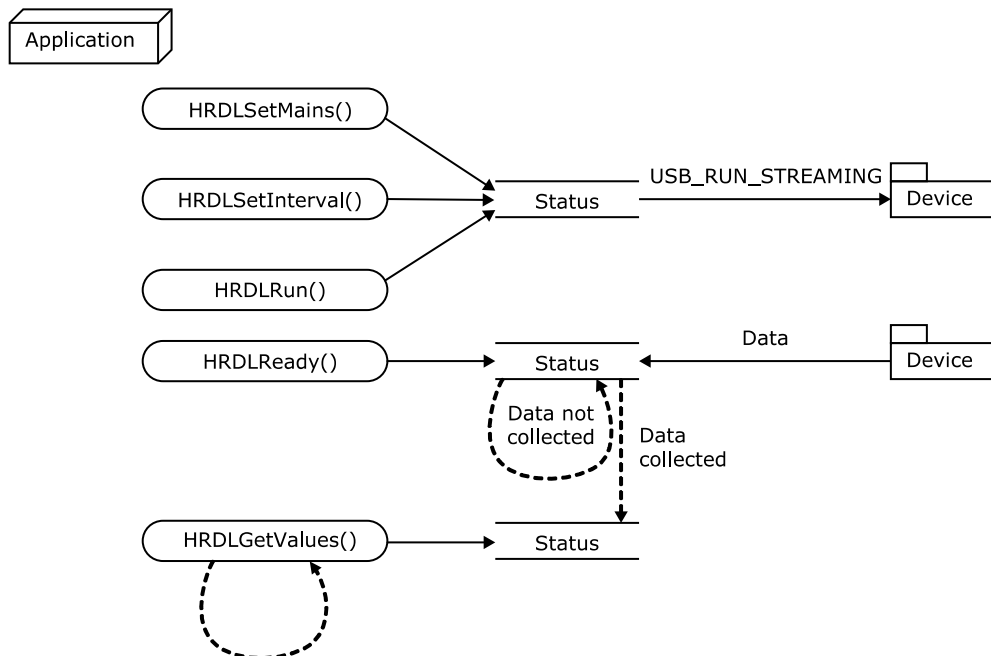 Application
HRDLSetMains()
USB_RUN_STREAMING
HRDLSetInterval()
Status
Device
HRDLRun()
Data
HRDLReady()
Status
Device
Data not
collected
Data
collected
HRDLGetValues()
Status